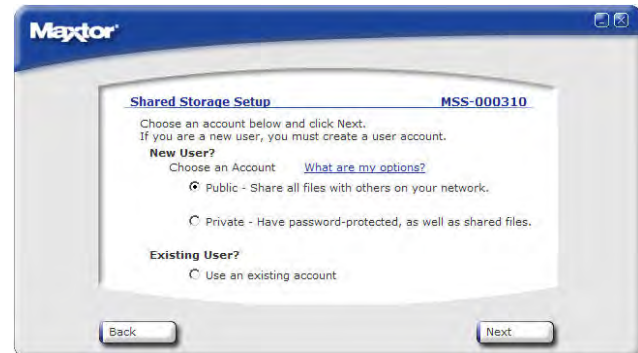 Maxtor
Shared Storage Setup MSS-000310
Choose an account below and click Next.
If you are a new user, you must create a user account.
New User?
Choose an Account What are my options?
Public - Share all files with others on your network.
Private - Have password-protected, as well as shared files.
Existing User?
Use an existing account
Back Next